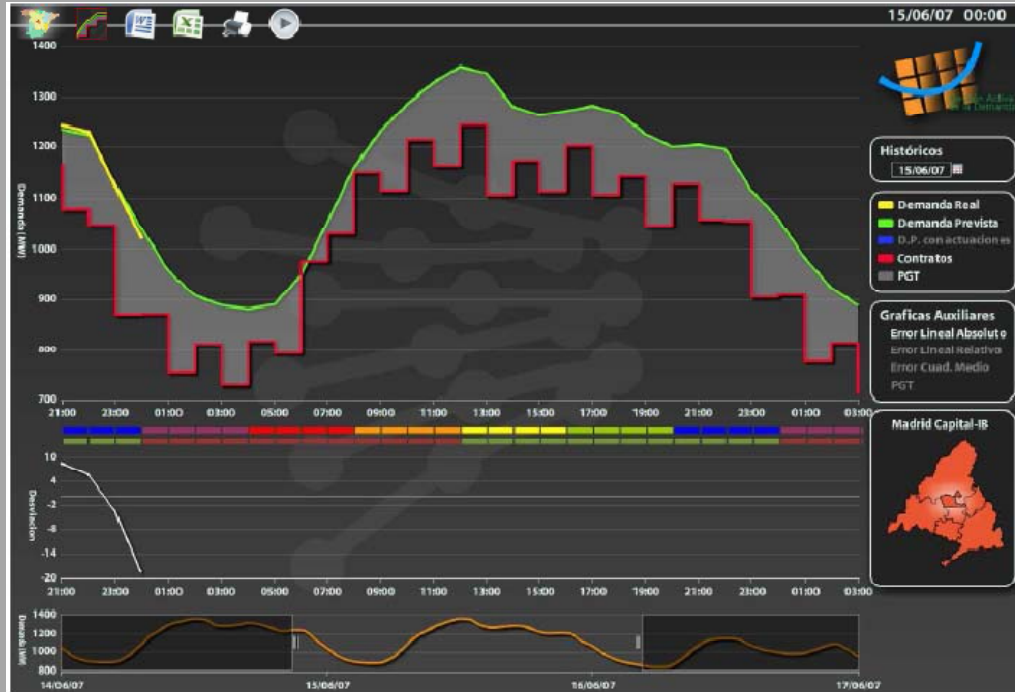 15/06/07 00:00
1400
1300
1200
1100
1000
900
800
700
Demanda (MW)
21:00 23:00 01:00 03:00 05:00 07:00 09:00 11:00 13:00 15:00 17:00 19:00 21:00 23:00 01:00 03:00
Históricos
15/06/07
Demanda Real
Demanda Prevista
D.P. con actuaciones
Contratos
PGT
Graficas Auxiliares
Error Lineal Absoluto
Error Lineal Relativo
Error Cuad. Medio
PGT
Madrid Capital-IB
10
4
-2
-8
-14
-20
Desviacion
21:00 23:00 01:00 03:00 05:00 07:00 09:00 11:00 13:00 15:00 17:00 19:00 21:00 23:00 01:00 03:00
1400
1200
1000
800
Demanda (MW)
14/06/07 15/06/07 16/06/07 17/06/07